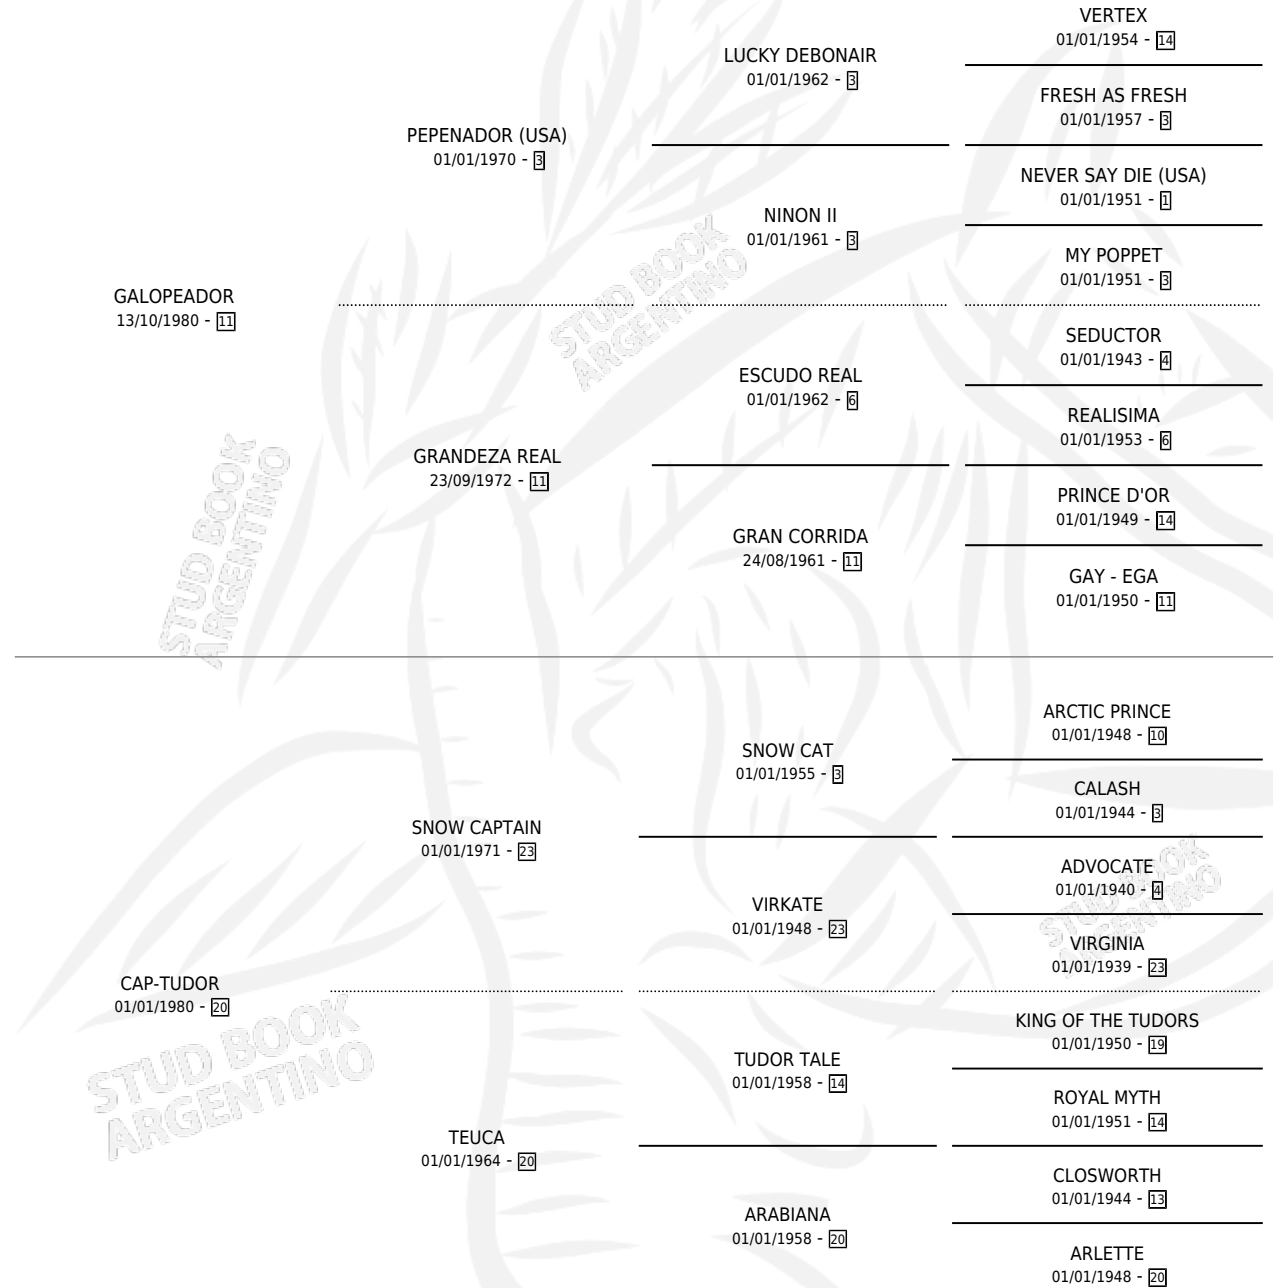 VERTEX
01/01/1954 - 14
LUCKY DEBONAIR
01/01/1962 - 3
FRESH AS FRESH
01/01/1957 - 3
PEPENADOR (USA)
01/01/1970 - 3
NEVER SAY DIE (USA)
01/01/1951 - 1
NINON II
01/01/1961 - 3
MY POPPET
01/01/1951 - 3
GALOPEADOR
13/10/1980 - 11
SEDUCTOR
01/01/1943 - 4
ESCUDO REAL
01/01/1962 - 6
REALISIMA
01/01/1953 - 6
GRANDEZA REAL
23/09/1972 - 11
PRINCE D'OR
01/01/1949 - 14
GRAN CORRIDA
24/08/1961 - 11
GAY - EGA
01/01/1950 - 11
ARCTIC PRINCE
01/01/1948 - 10
SNOW CAT
01/01/1955 - 3
CALASH
01/01/1944 - 3
SNOW CAPTAIN
01/01/1971 - 23
ADVOCATE
01/01/1940 - 4
VIRKATE
01/01/1948 - 23
VIRGINIA
01/01/1939 - 23
CAP-TUDOR
01/01/1980 - 20
KING OF THE TUDORS
01/01/1950 - 19
TUDOR TALE
01/01/1958 - 14
ROYAL MYTH
01/01/1951 - 14
TEUCA
01/01/1964 - 20
CLOSWORTH
01/01/1944 - 13
ARABIANA
01/01/1958 - 20
ARLETTE
01/01/1948 - 20
STUD BOOK
ARGENTINO
STUD BOOK
ARGENTINO
STUD BOOK
ARGENTINO
STUD BOOK
ARGENTINO